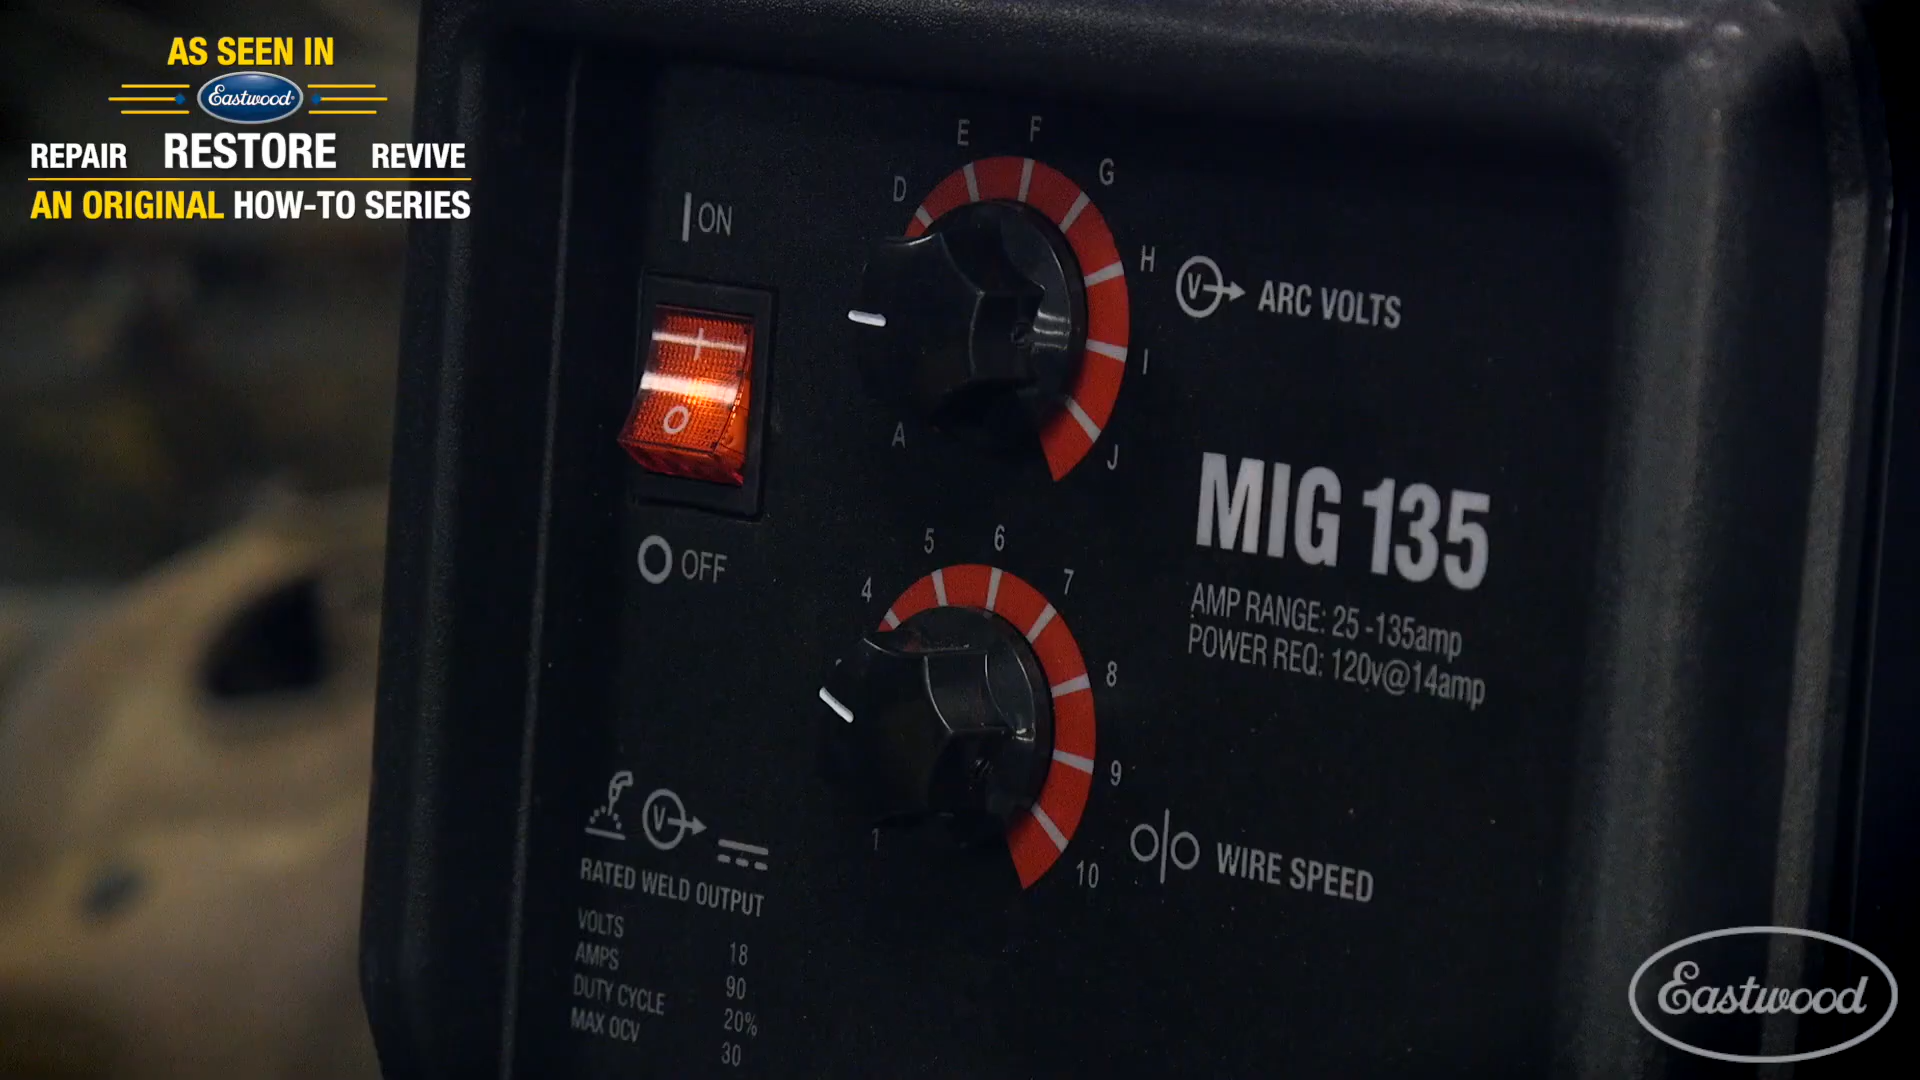 AS SEEN IN
Eastwood
REPAIR RESTORE REVIVE
AN ORIGINAL HOW-TO SERIES
ON
OFF
A
D
E
F
G
H
I
J
ARC VOLTS
MIG 135
AMP RANGE: 25 -135amp
POWER REQ: 120v@14amp
1
4
5
6
7
8
9
10
WIRE SPEED
V
RATED WELD OUTPUT
VOLTS 18
AMPS 90
DUTY CYCLE 20%
MAX OCV 30
Eastwood